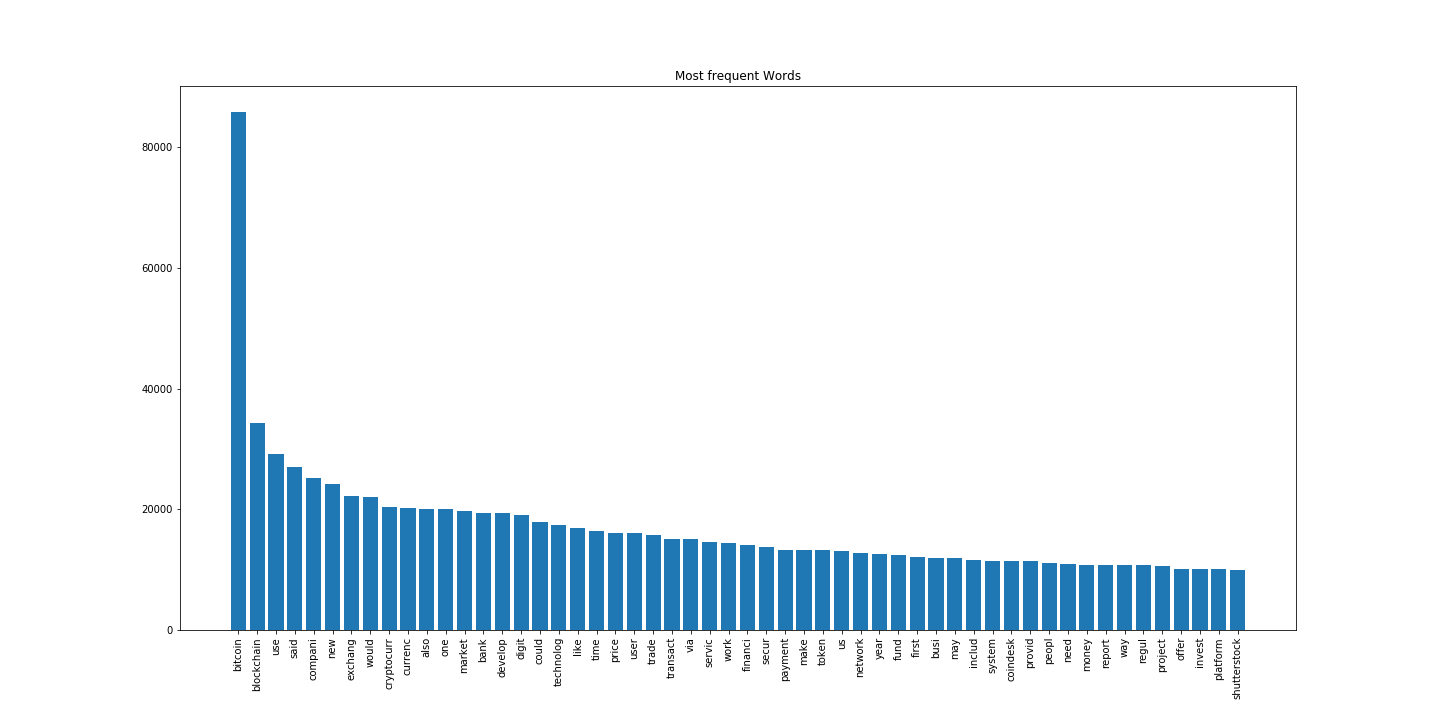 Most frequent Words
80000
60000
40000
20000
0
bitcoin
blockchain
use
said
compani
new
exchang
would
cryptocurr
currenc
also
one
market
bank
develop
digit
could
technolog
like
time
price
user
trade
transact
via
servic
work
financi
secur
payment
make
token
us
network
year
fund
first
busi
may
includ
system
coindesk
provid
peopl
need
money
report
way
regul
project
offer
invest
platform
shutterstock